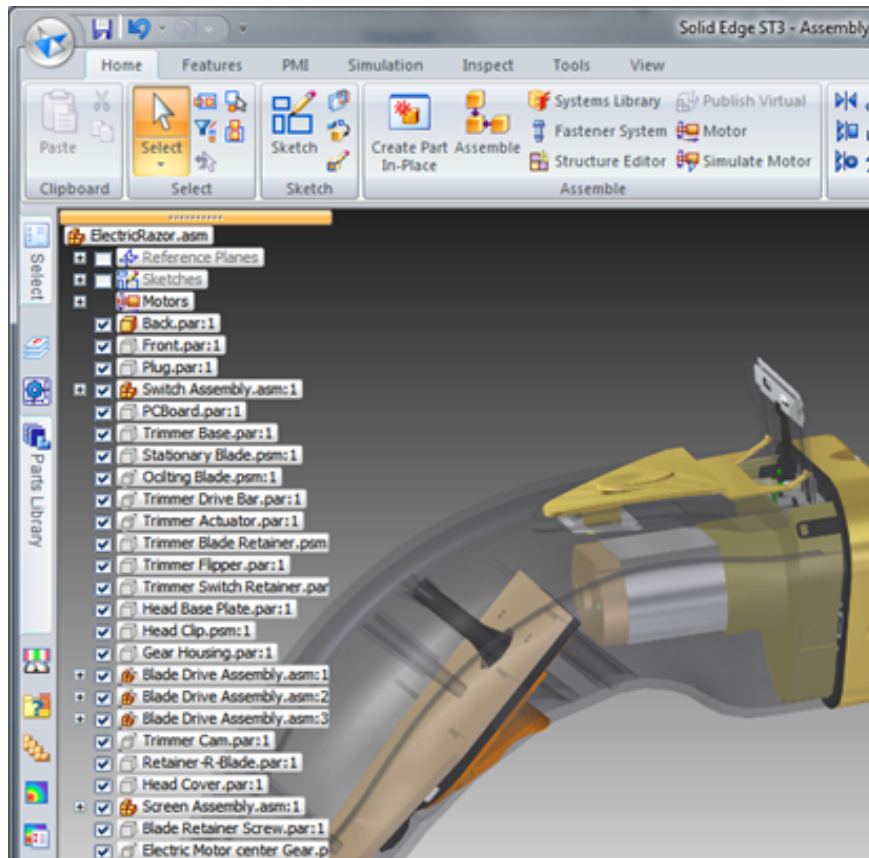 Solid Edge ST3 - Assembly
Home Features PMI Simulation Inspect Tools View
Paste
Select
Sketch
Create Part In-Place
Assemble
Systems Library
Fastener System
Structure Editor
Publish Virtual
Motor
Simulate Motor
Clipboard Select Sketch Assemble
Select
Parts Library
ElectricRazor.asm
Reference Planes
Sketches
Motors
Back.par:1
Front.par:1
Plug.par:1
Switch Assembly.asm:1
PCBoard.par:1
Trimmer Base.par:1
Stationary Blade.psm:1
Ocilting Blade.psm:1
Trimmer Drive Bar.par:1
Trimmer Actuator.par:1
Trimmer Blade Retainer.psm
Trimmer Flipper.par:1
Trimmer Switch Retainer.par
Head Base Plate.par:1
Head Clip.psm:1
Gear Housing.par:1
Blade Drive Assembly.asm:1
Blade Drive Assembly.asm:2
Blade Drive Assembly.asm:3
Trimmer Cam.par:1
Retainer-R-Blade.par:1
Head Cover.par:1
Screen Assembly.asm:1
Blade Retainer Screw.par:1
Electric Motor center Gear.p